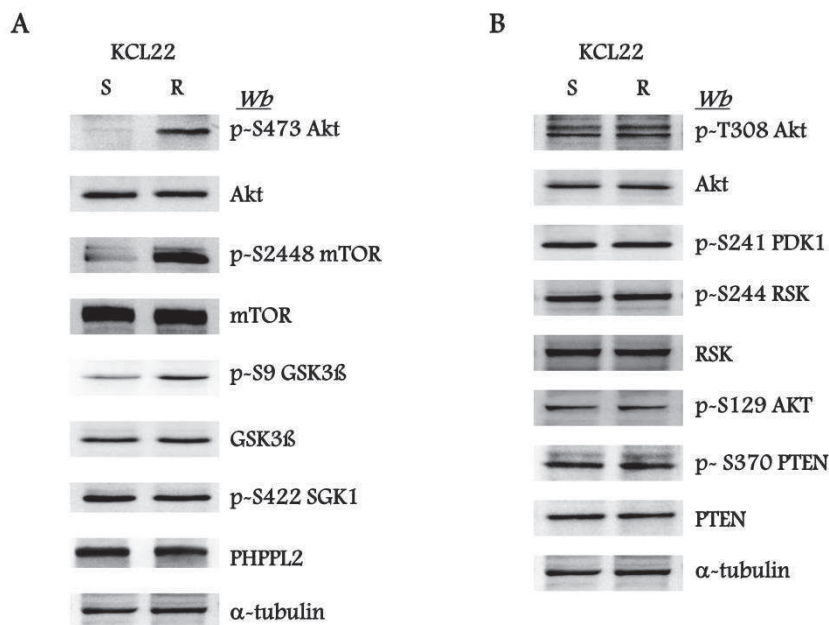 A
KCL22
S R
Wb
p-S473 Akt
Akt
p-S2448 mTOR
mTOR
p-S9 GSK3ß
GSK3ß
p-S422 SGK1
PHPPL2
α-tubulin
B
KCL22
S R
Wb
p-T308 Akt
Akt
p-S241 PDK1
p-S244 RSK
RSK
p-S129 AKT
p- S370 PTEN
PTEN
α-tubulin